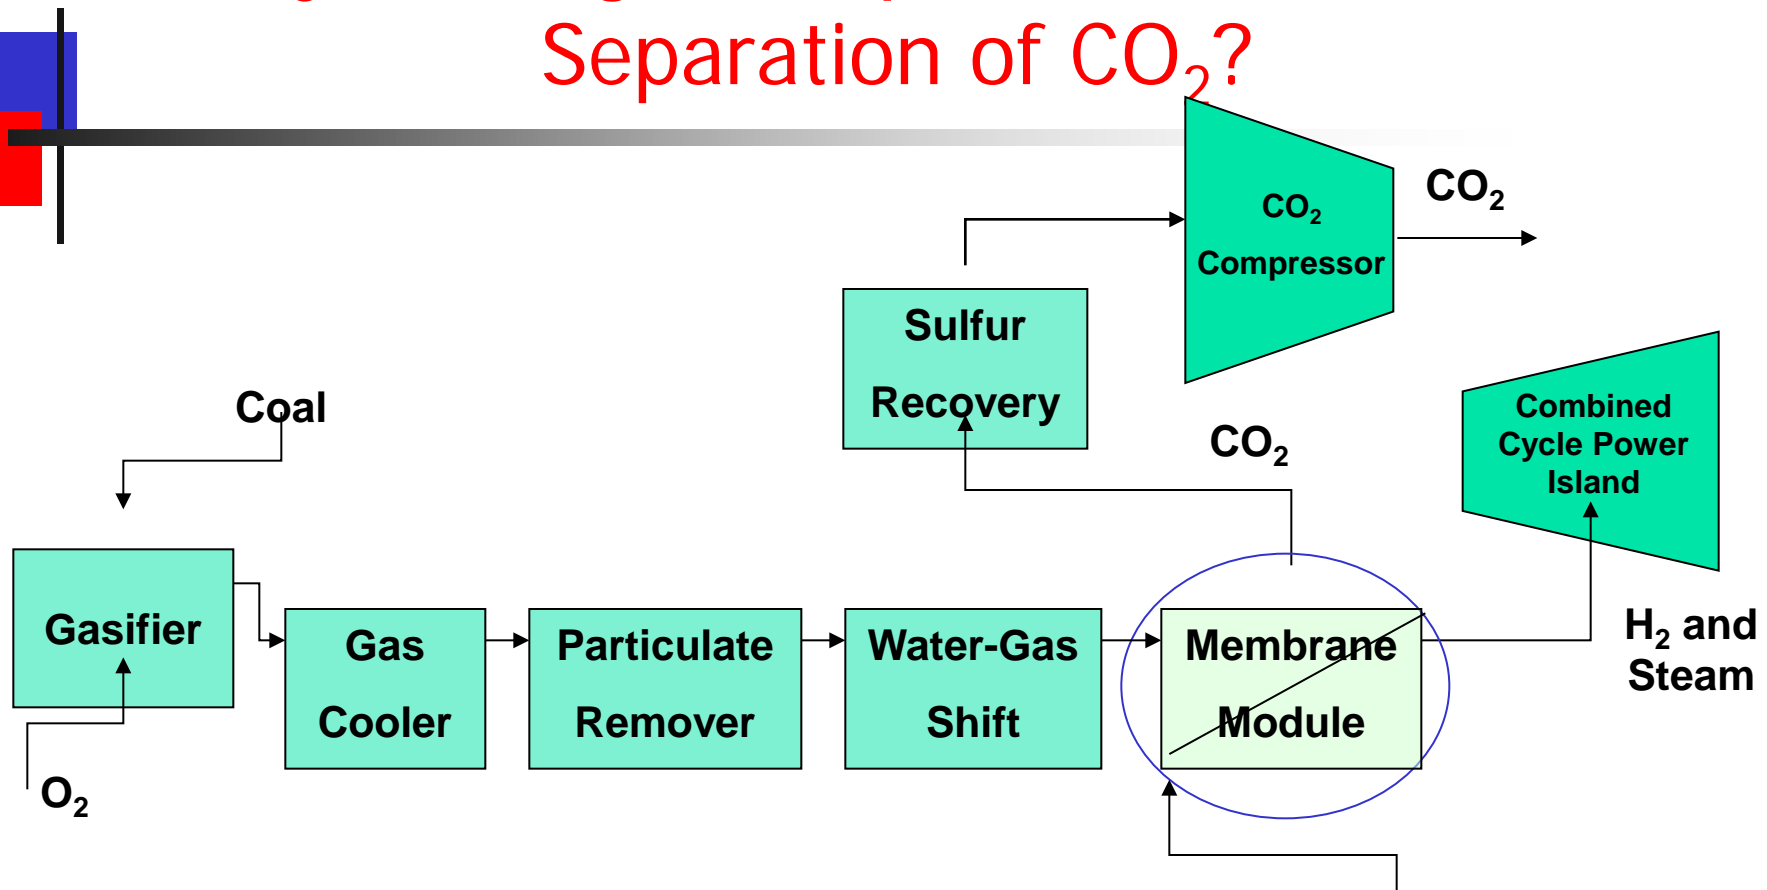 Separation of CO₂?
CO₂
CO₂
Compressor
Sulfur
Recovery
Coal
CO₂
Combined
Cycle Power
Island
Gasifier
Gas
Cooler
Particulate
Remover
Water-Gas
Shift
Membrane
Module
H₂ and
Steam
O₂